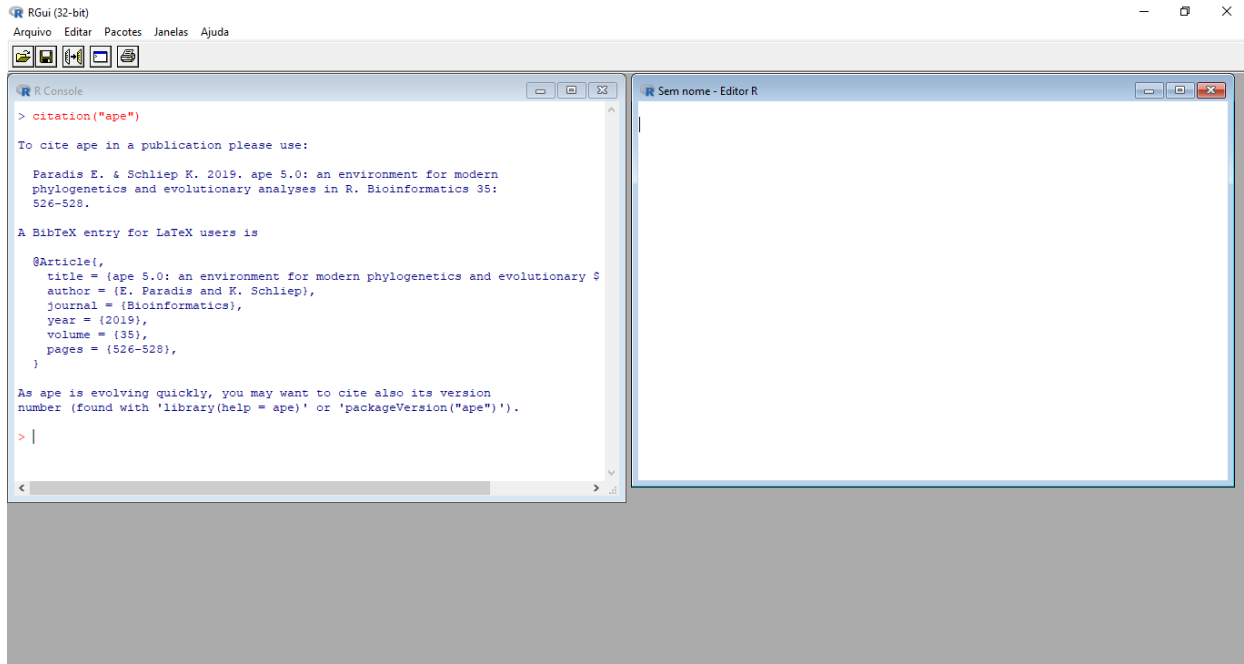 RGui (32-bit)
Arquivo Editar Pacotes Janelas Ajuda
R Console
> citation("ape")
To cite ape in a publication please use:
Paradis E. & Schliep K. 2019. ape 5.0: an environment for modern
phylogenetics and evolutionary analyses in R. Bioinformatics 35:
526-528.
A BibTeX entry for LaTeX users is
@Article{,
title = {ape 5.0: an environment for modern phylogenetics and evolutionary $
author = {E. Paradis and K. Schliep},
journal = {Bioinformatics},
year = {2019},
volume = {35},
pages = {526-528},
}
As ape is evolving quickly, you may want to cite also its version
number (found with 'library(help = ape)' or 'packageVersion("ape")').
>
Sem nome - Editor R